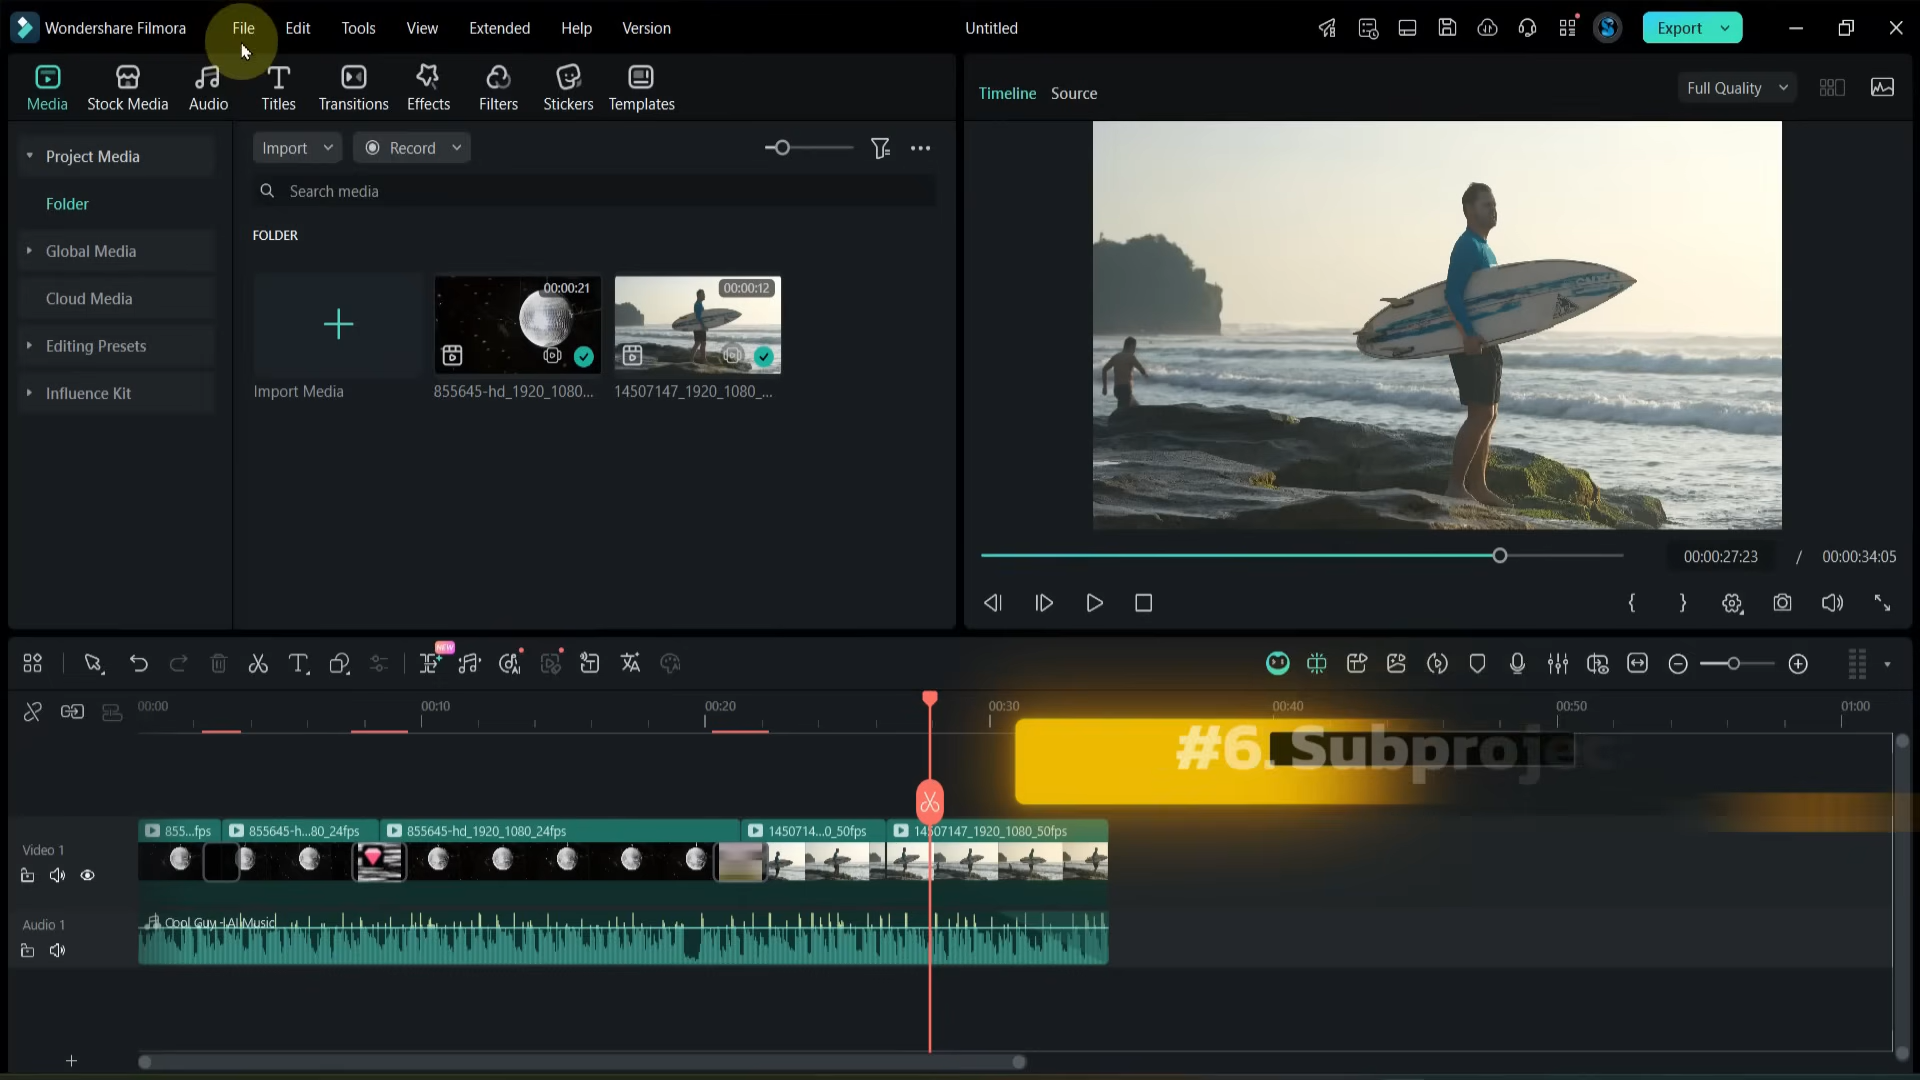 Wondershare Filmora
File Edit Tools View Extended Help Version
Untitled
Export
Media Stock Media Audio Titles Transitions Effects Filters Stickers Templates
Timeline Source
Full Quality
Project Media
Folder
Global Media
Cloud Media
Editing Presets
Influence Kit
Import Record
Search media
FOLDER
00:00:21
00:00:12
Import Media
855645-hd_1920_1080...
14507147_1920_1080_...
00:00:27:23 / 00:00:34:05
NEW
00:00 00:10 00:20 00:30 00:40 00:50 01:00
#6. Subprojec
Video 1
855...fps
855645-h...80_24fps
855645-hd_1920_1080_24fps
1450714...0_50fps
14507147_1920_1080_50fps
Audio 1
Cool Guy - AI Music